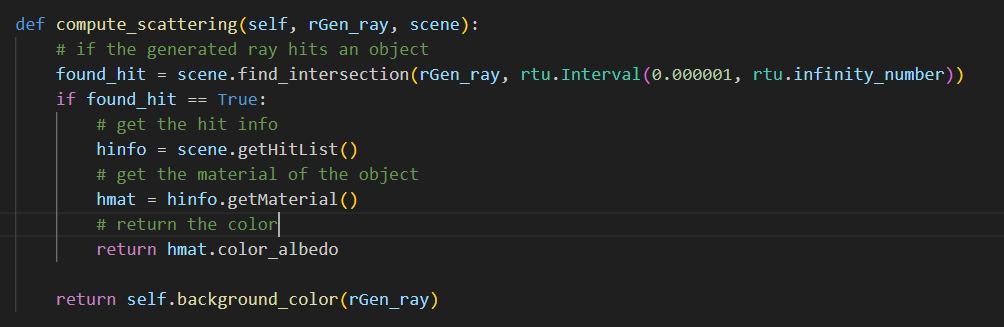 def compute_scattering(self, rGen_ray, scene):
    # if the generated ray hits an object
    found_hit = scene.find_intersection(rGen_ray, rtu.Interval(0.000001, rtu.infinity_number))
    if found_hit == True:
        # get the hit info
        hinfo = scene.getHitList()
        # get the material of the object
        hmat = hinfo.getMaterial()
        # return the color
        return hmat.color_albedo

    return self.background_color(rGen_ray)